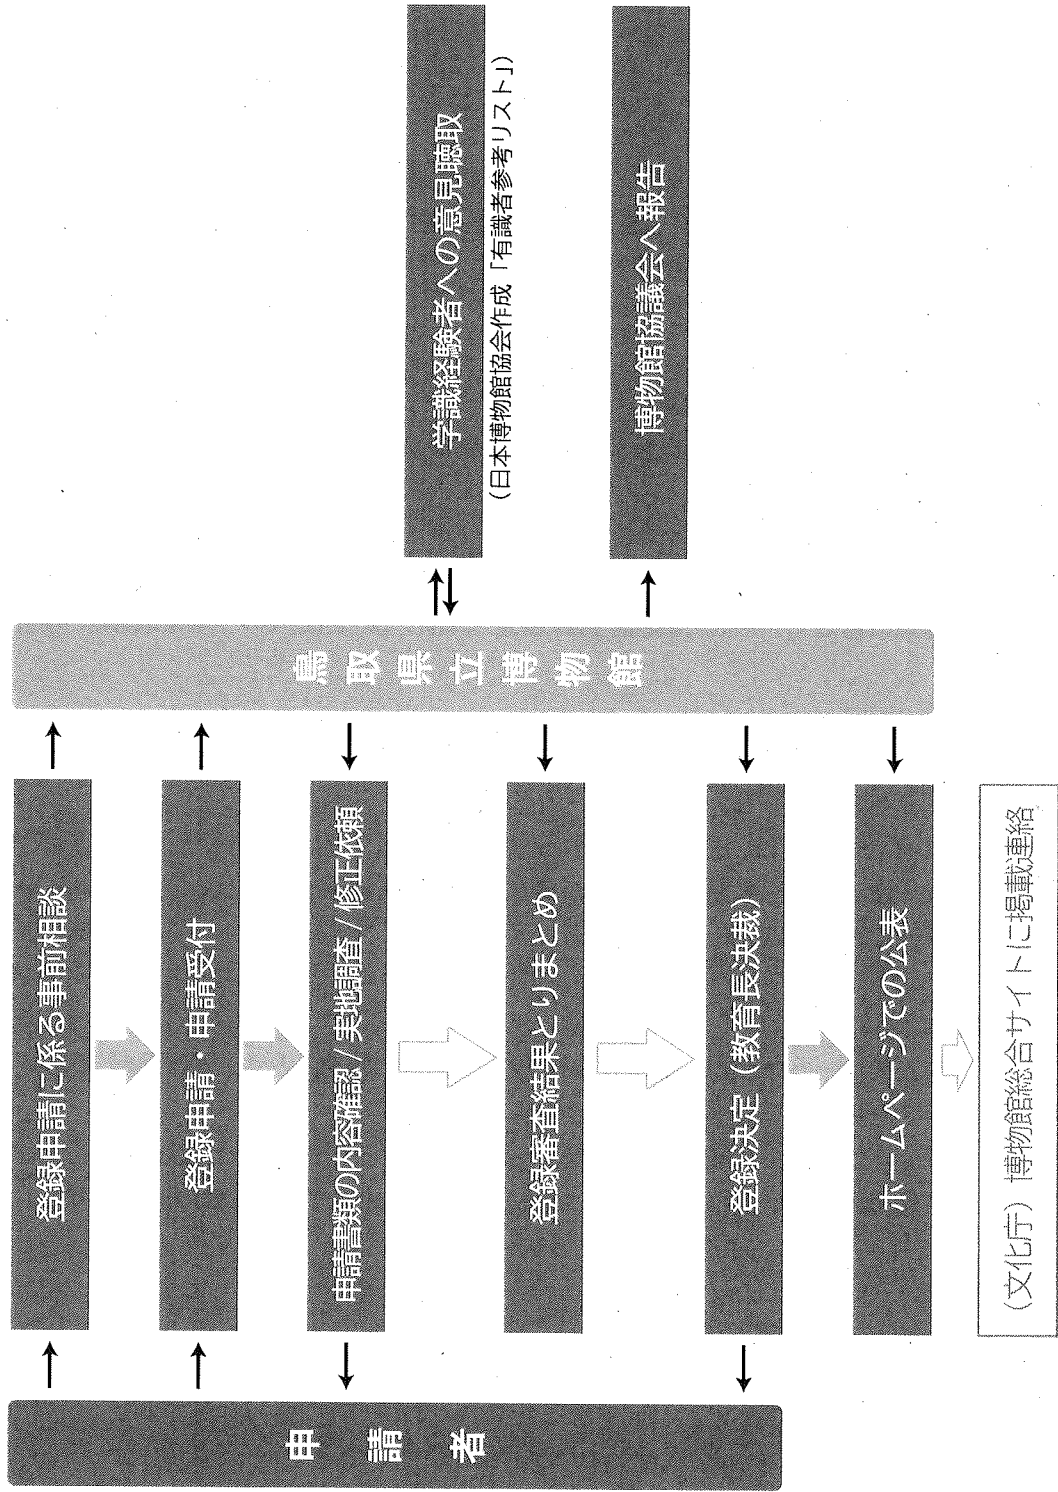 申請者
登録申請に係る事前相談
登録申請・申請受付
申請書類の内容確認 / 実地調査 / 修正依頼
登録審査結果とりまとめ
登録決定（教育長決裁）
ホームページでの公表
（文化庁）博物館総合サイトに掲載連絡
鳥取県立博物館
学識経験者への意見聴取
（日本博物館協会作成「有識者参考リスト」）
博物館協議会へ報告